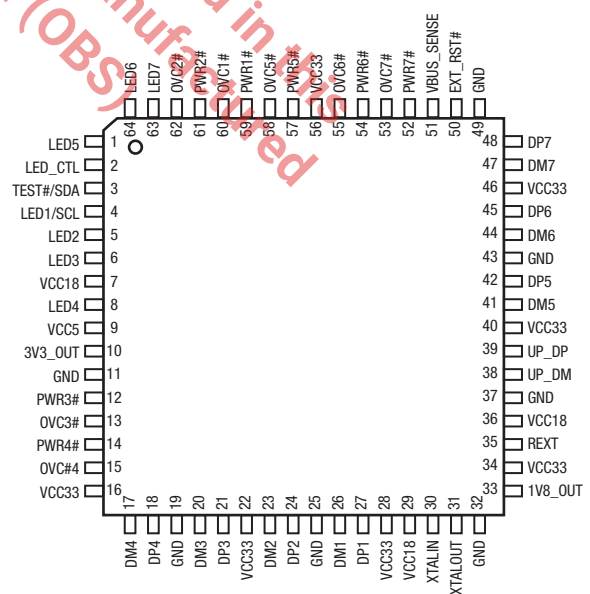 in this
(OBS)
LED6 64
LED7 63
OVC2# 62
PWR2# 61
OVC1# 60
PWR1# 59
OVC5# 58
PWR5# 57
VCC33 56
OVC6# 55
PWR6# 54
OVC7# 53
PWR7# 52
VBUS_SENSE 51
EXT_RST# 50
GND 49
LED5 1
LED_CTL 2
TEST#/SDA 3
LED1/SCL 4
LED2 5
LED3 6
VCC18 7
LED4 8
VCC5 9
3V3_OUT 10
GND 11
PWR3# 12
OVC3# 13
PWR4# 14
OVC#4 15
VCC33 16
48 DP7
47 DM7
46 VCC33
45 DP6
44 DM6
43 GND
42 DP5
41 DM5
40 VCC33
39 UP_DP
38 UP_DM
37 GND
36 VCC18
35 REXT
34 VCC33
33 1V8_OUT
17 DM4
18 DP4
19 GND
20 DM3
21 DP3
22 VCC33
23 DM2
24 DP2
25 GND
26 DM1
27 DP1
28 VCC33
29 VCC18
30 XTALIN
31 XTALOUT
32 GND